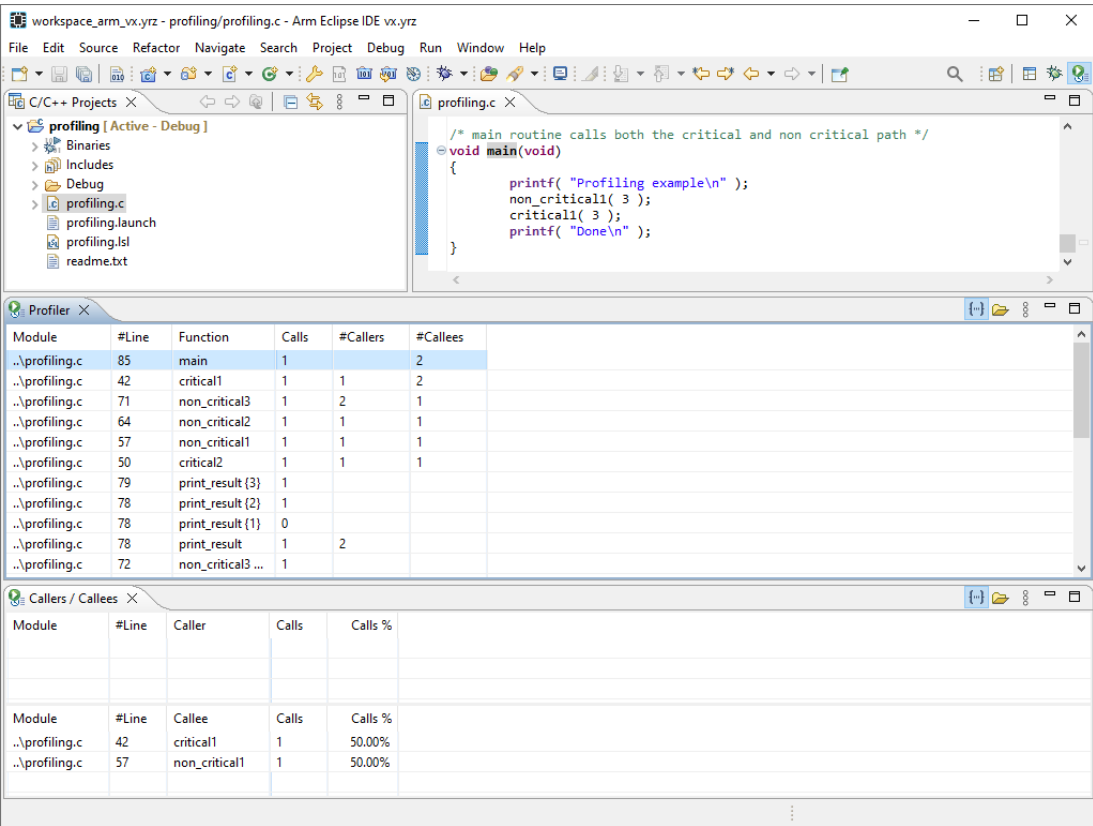 workspace_arm_vx.yrz - profiling/profiling.c - Arm Eclipse IDE vx.yrz
File Edit Source Refactor Navigate Search Project Debug Run Window Help
C/C++ Projects
profiling [ Active - Debug ]
Binaries
Includes
Debug
profiling.c
profiling.launch
profiling.lsl
readme.txt
profiling.c
/* main routine calls both the critical and non critical path */
void main(void)
{
printf( "Profiling example\n" );
non_critical1( 3 );
critical1( 3 );
printf( "Done\n" );
}
Profiler
Module #Line Function Calls #Callers #Callees
..\profiling.c 85 main 1 2
..\profiling.c 42 critical1 1 1 2
..\profiling.c 71 non_critical3 1 2 1
..\profiling.c 64 non_critical2 1 1 1
..\profiling.c 57 non_critical1 1 1 1
..\profiling.c 50 critical2 1 1 1
..\profiling.c 79 print_result {3} 1
..\profiling.c 78 print_result {2} 1
..\profiling.c 78 print_result {1} 0
..\profiling.c 78 print_result 1 2
..\profiling.c 72 non_critical3 ... 1
Callers / Callees
Module #Line Caller Calls Calls %
Module #Line Callee Calls Calls %
..\profiling.c 42 critical1 1 50.00%
..\profiling.c 57 non_critical1 1 50.00%